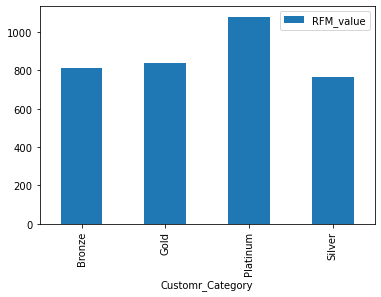 RFM_value
1000
800
600
400
200
0
Bronze
Gold
Platinum
Silver
Customr_Category